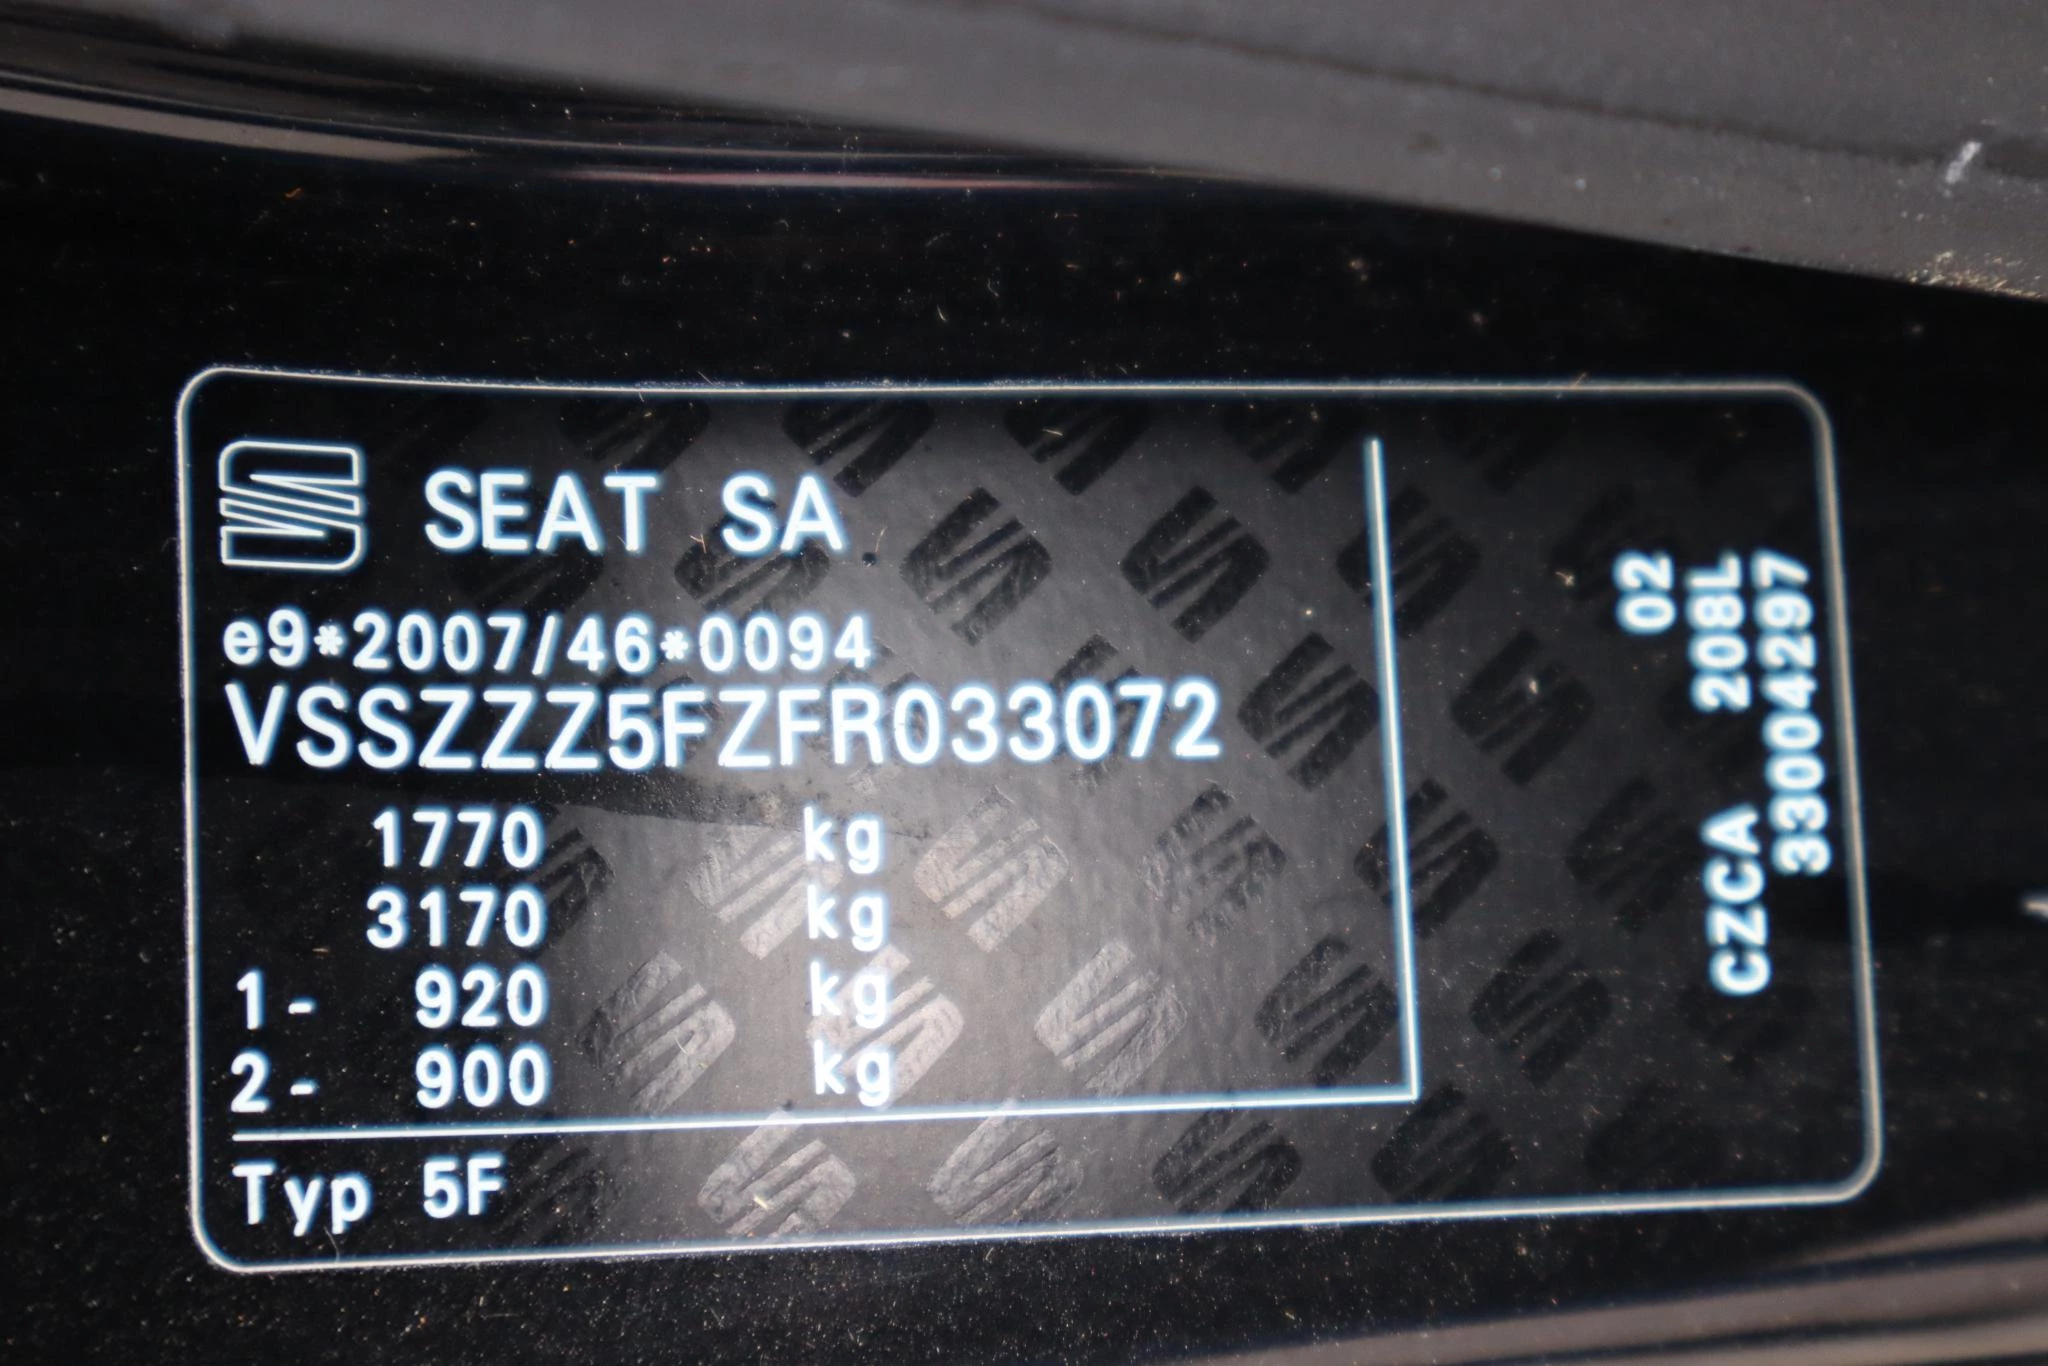 SEAT SA
e9*2007/46*0094
VSSZZZ5FZFR033072
1770 kg
3170 kg
1- 920 kg
2- 900 kg
Typ 5F
02
CZCA 208L
33004297